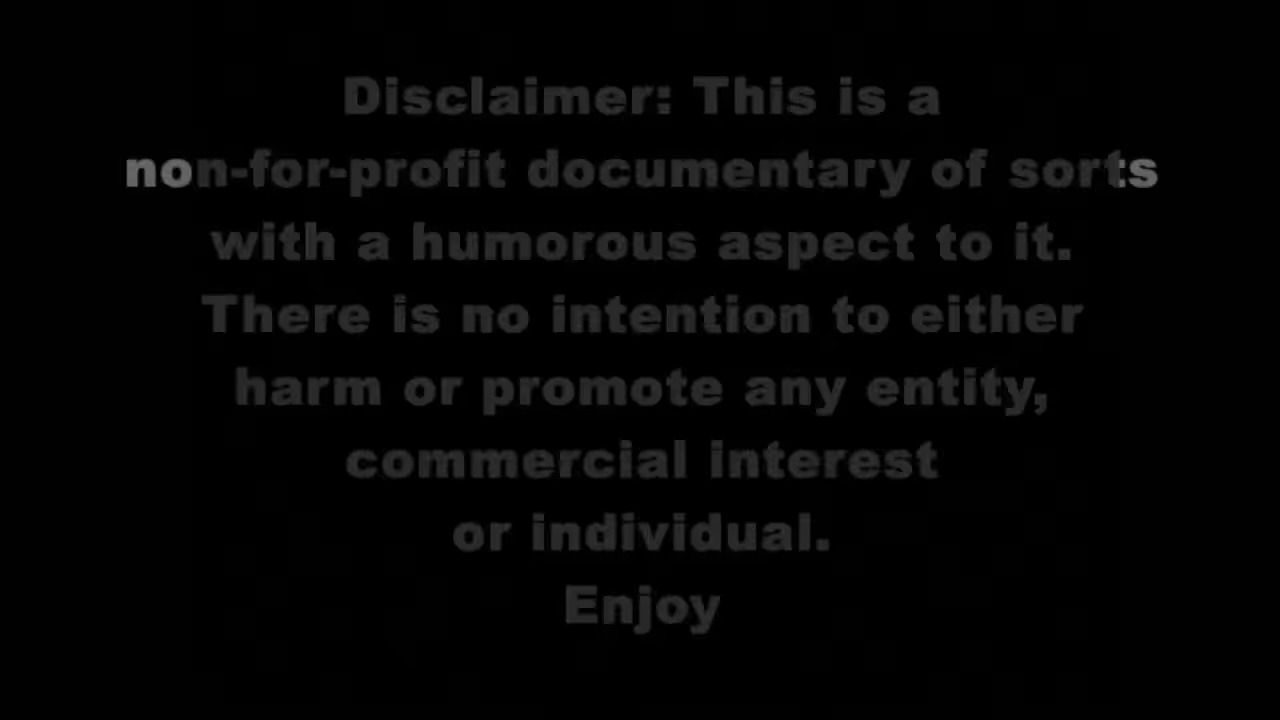 Disclaimer: This is a
non-for-profit documentary of sorts
with a humorous aspect to it.
There is no intention to either
harm or promote any entity,
commercial interest
or individual.
Enjoy